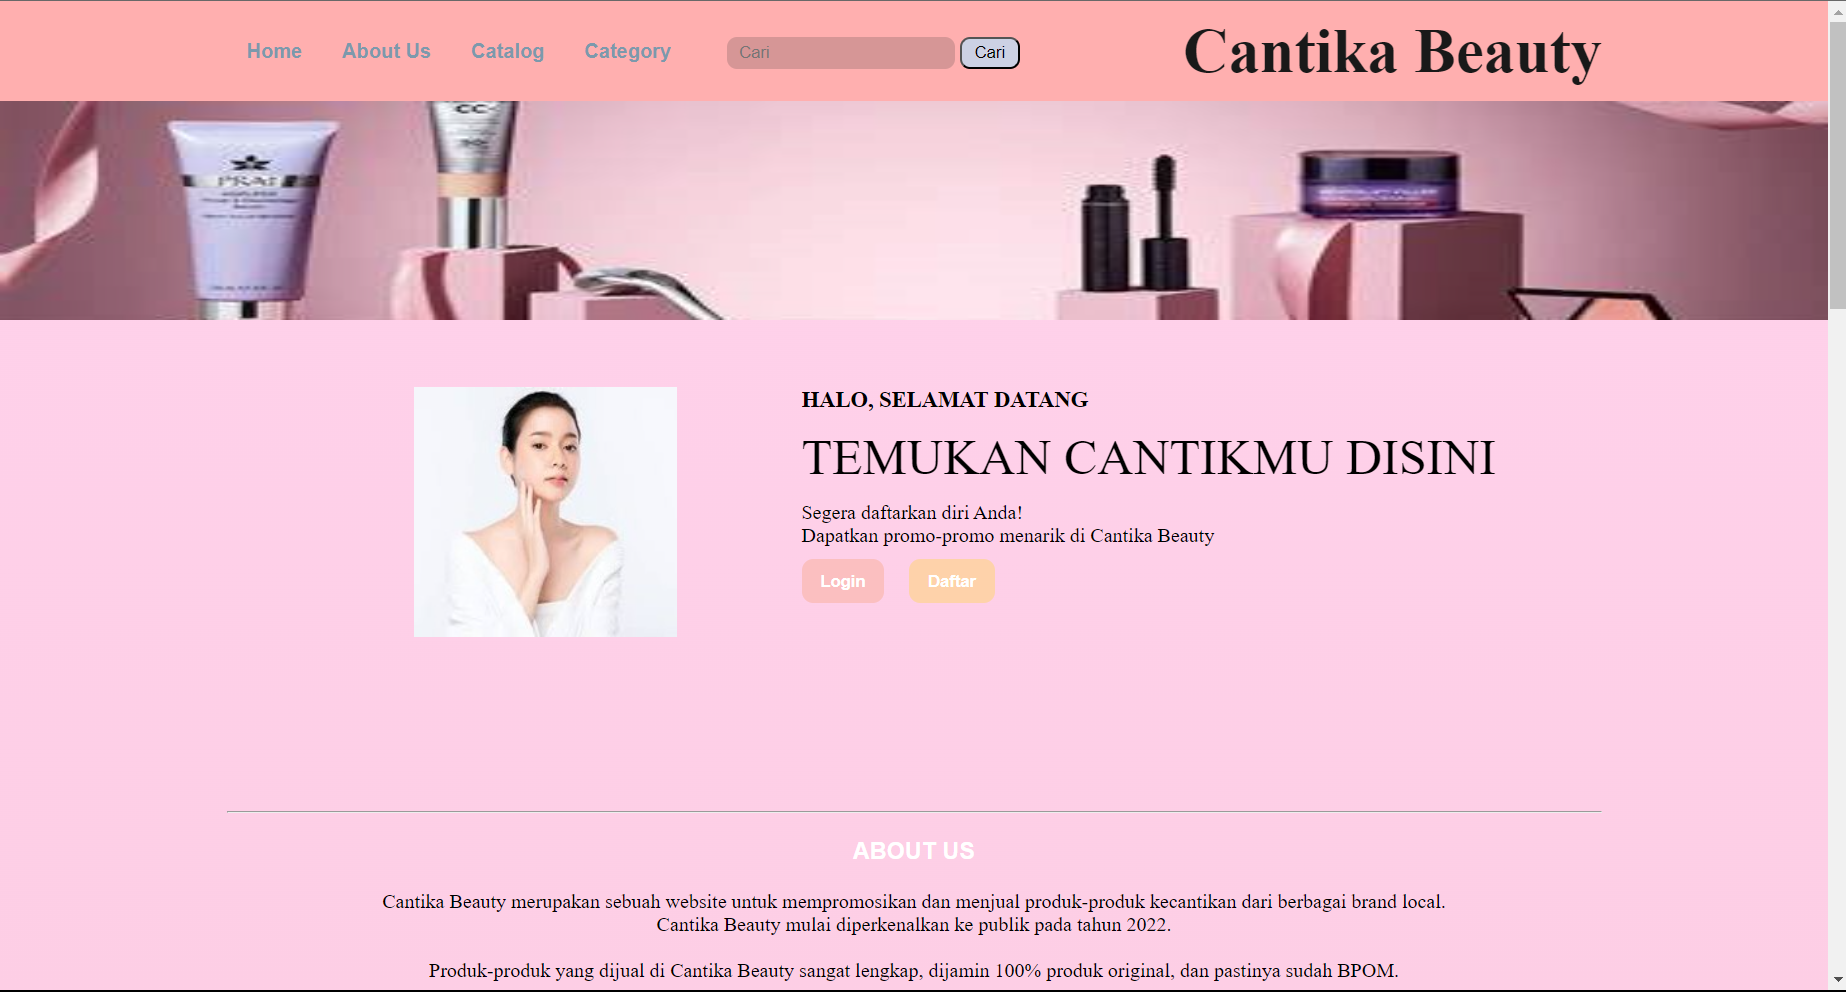 Home About Us Catalog Category Cari Cari Cantika Beauty
CC
PRAI
HALO, SELAMAT DATANG
TEMUKAN CANTIKMU DISINI
Segera daftarkan diri Anda!
Dapatkan promo-promo menarik di Cantika Beauty
Login Daftar
ABOUT US
Cantika Beauty merupakan sebuah website untuk mempromosikan dan menjual produk-produk kecantikan dari berbagai brand local.
Cantika Beauty mulai diperkenalkan ke publik pada tahun 2022.
Produk-produk yang dijual di Cantika Beauty sangat lengkap, dijamin 100% produk original, dan pastinya sudah BPOM.